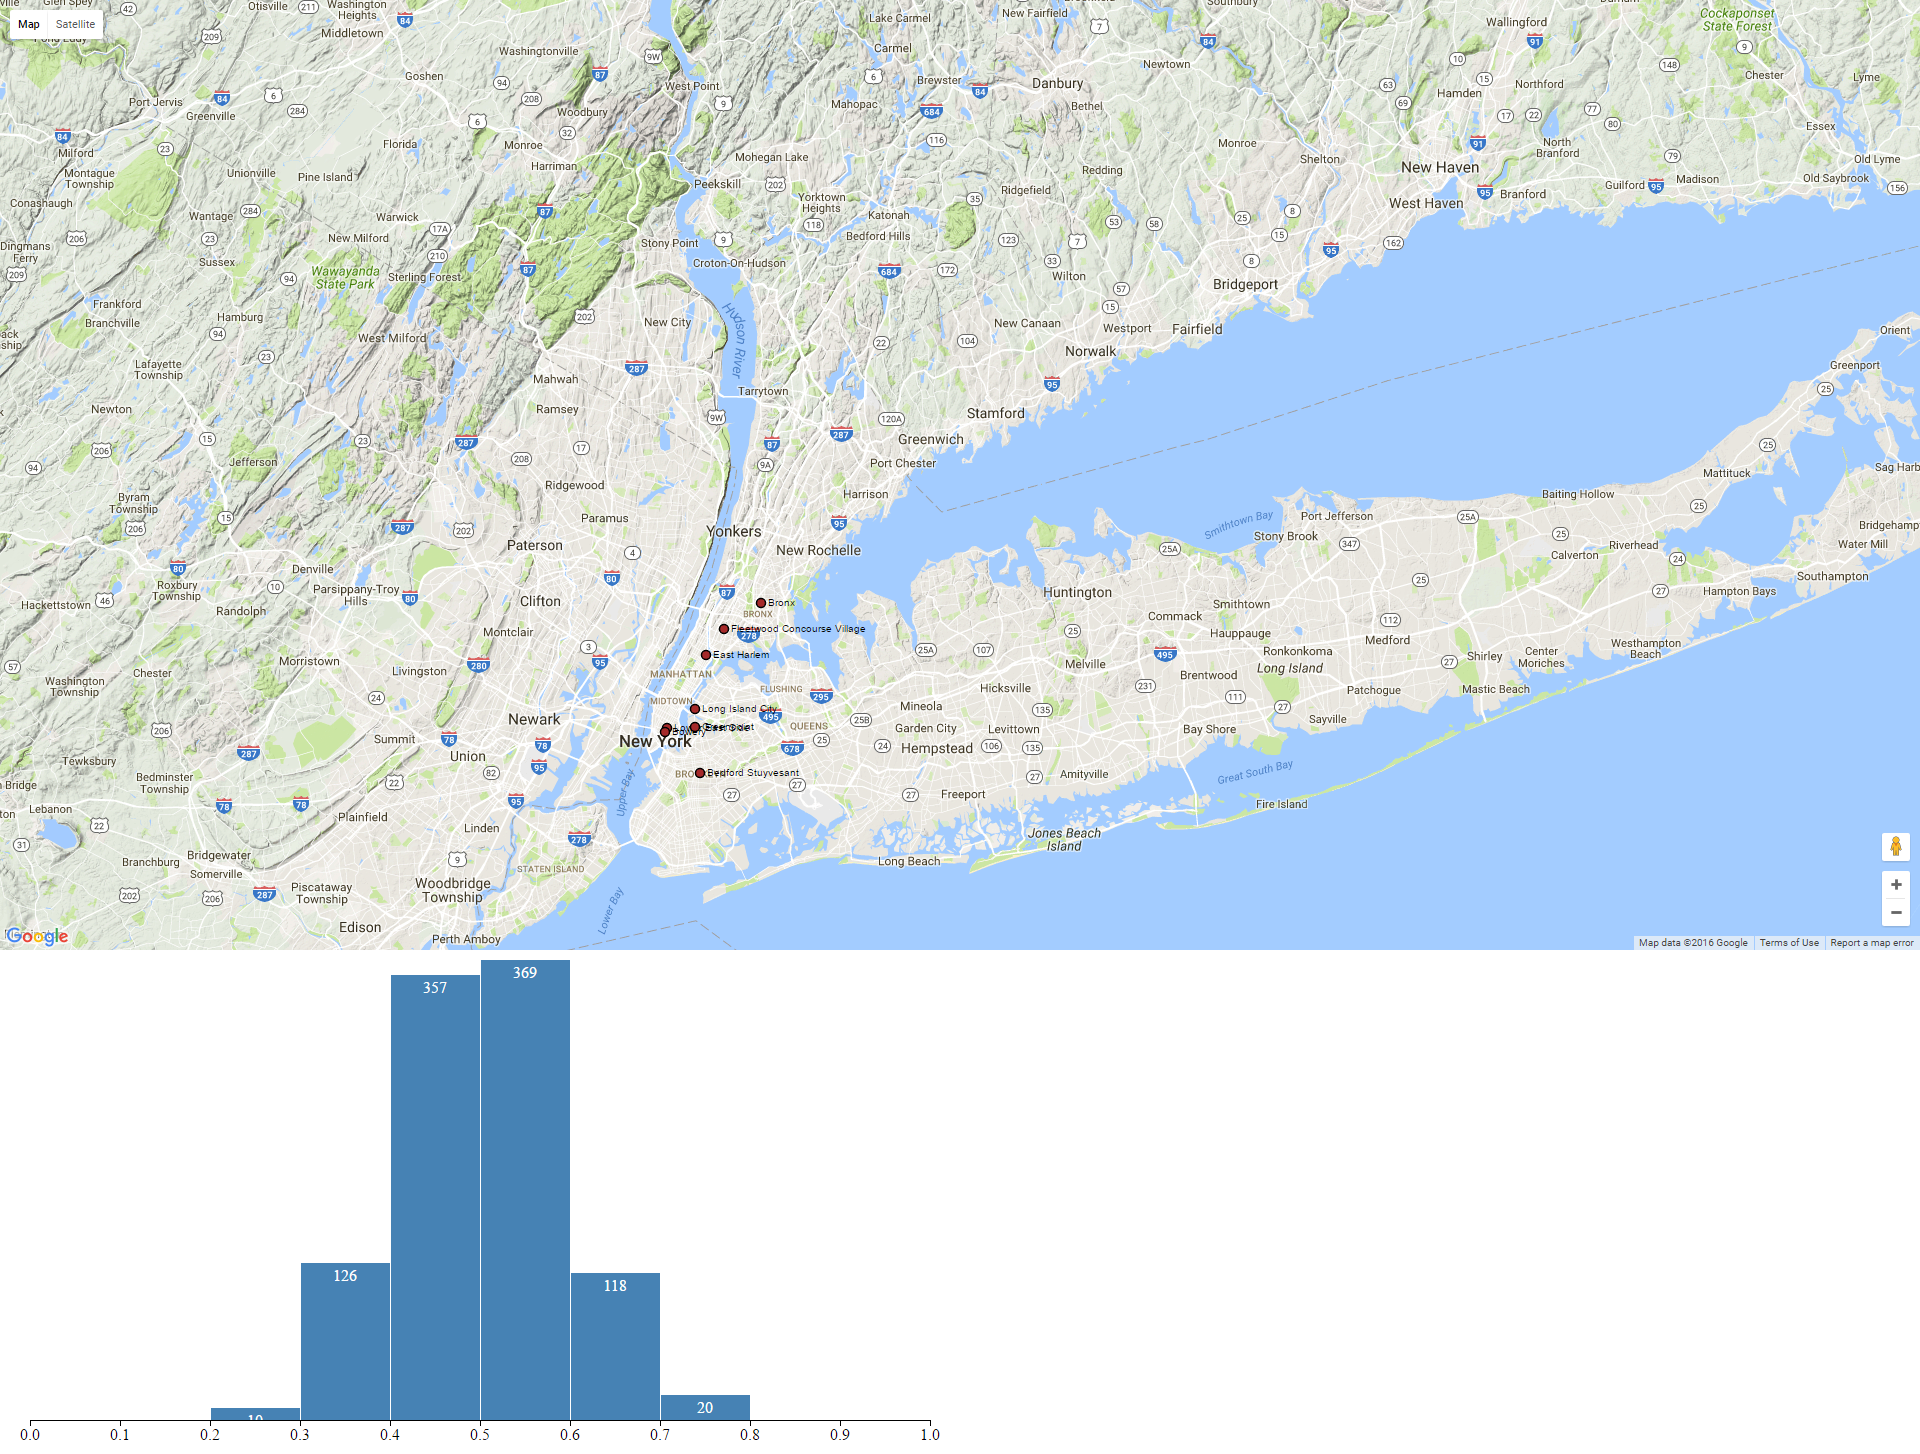 Map Satellite
Otisville
Washington
Heights
Middletown
Washingtonville
Goshen
West Point
Lake Carmel
New Fairfield
Southbury
Carmel
Brewster
Mahopac
Danbury
Bethel
Newtown
Wallingford
Cockaponset
State Forest
Durham
Northford
Hamden
Chester
Lyme
Port Jervis
Greenville
Woodbury
Milford
Florida
Monroe
Harriman
Montague
Township
Unionville
Pine Island
Mohegan Lake
Peekskill
Yorktown
Heights
Katonah
Bedford Hills
Redding
Ridgefield
Monroe
Shelton
New Haven
West Haven
North
Branford
Branford
Guilford
Madison
Essex
Old Lyme
Old Saybrook
Conashaugh
Wantage
Warwick
New Milford
Dingmans
Ferry
Sussex
Wawayanda
State Park
Sterling Forest
Stony Point
Croton-On-Hudson
Wilton
Bridgeport
Frankford
Branchville
Hamburg
West Milford
New City
Hudson River
New Canaan
Westport
Fairfield
Norwalk
Orient
Greenport
Lafayette
Township
Mahwah
Tarrytown
Newton
Ramsey
Stamford
Greenwich
Port Chester
Jefferson
Ridgewood
Harrison
Mattituck
Sag Harb
Byram
Township
Paramus
Baiting Hollow
Yonkers
New Rochelle
Smithtown Bay
Port Jefferson
Stony Brook
Bridgehamp
Water Mill
Paterson
Riverhead
Calverton
Denville
Roxbury
Township
Parsippany-Troy
Hills
Southampton
Hampton Bays
Hackettstown
Randolph
Clifton
Bronx
BRONX
Huntington
Smithtown
Commack
Hauppauge
Fleetwood Concourse Village
Montclair
East Harlem
Medford
Westhampton
Beach
Center
Moriches
Shirley
Ronkonkoma
Long Island
Melville
Brentwood
Morristown
Livingston
Chester
Washington
Township
MANHATTAN
FLUSHING
Hicksville
Patchogue
Mastic Beach
MIDTOWN
Long Island City
Mineola
Newark
Lower East Side
Greenpoint
Bowery
QUEENS
Garden City
Levittown
Bay Shore
Sayville
New York
Hempstead
Summit
Union
Tewksbury
Bedford Stuyvesant
Bedminster
Township
Amityville
Great South Bay
Upper Bay
Freeport
Fire Island
Lebanon
Plainfield
Linden
Jones Beach
Island
Long Beach
Branchburg
Bridgewater
Somerville
STATEN ISLAND
Piscataway
Township
Woodbridge
Township
Lower Bay
Edison
Perth Amboy
Google
Map data ©2016 Google Terms of Use Report a map error
369
357
126
118
20
10
0.0 0.1 0.2 0.3 0.4 0.5 0.6 0.7 0.8 0.9 1.0